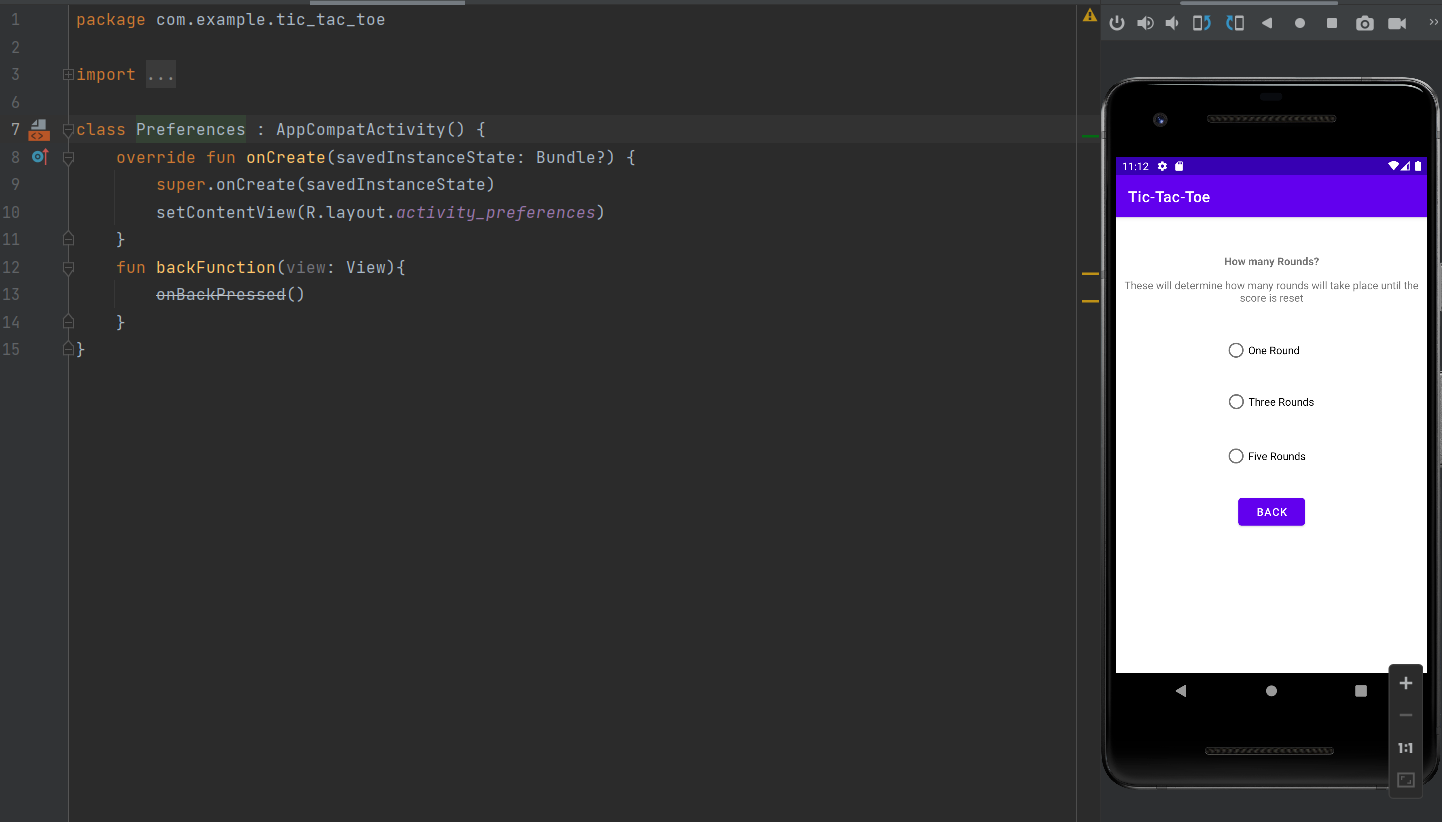 1 package com.example.tic_tac_toe
2
3 import ...
6
7 class Preferences : AppCompatActivity() {
8 override fun onCreate(savedInstanceState: Bundle?) {
9 super.onCreate(savedInstanceState)
10 setContentView(R.layout.activity_preferences)
11 }
12 fun backFunction(view: View){
13 onBackPressed()
14 }
15 }
11:12
Tic-Tac-Toe
How many Rounds?
These will determine how many rounds will take place until the
score is reset
One Round
Three Rounds
Five Rounds
BACK
1:1